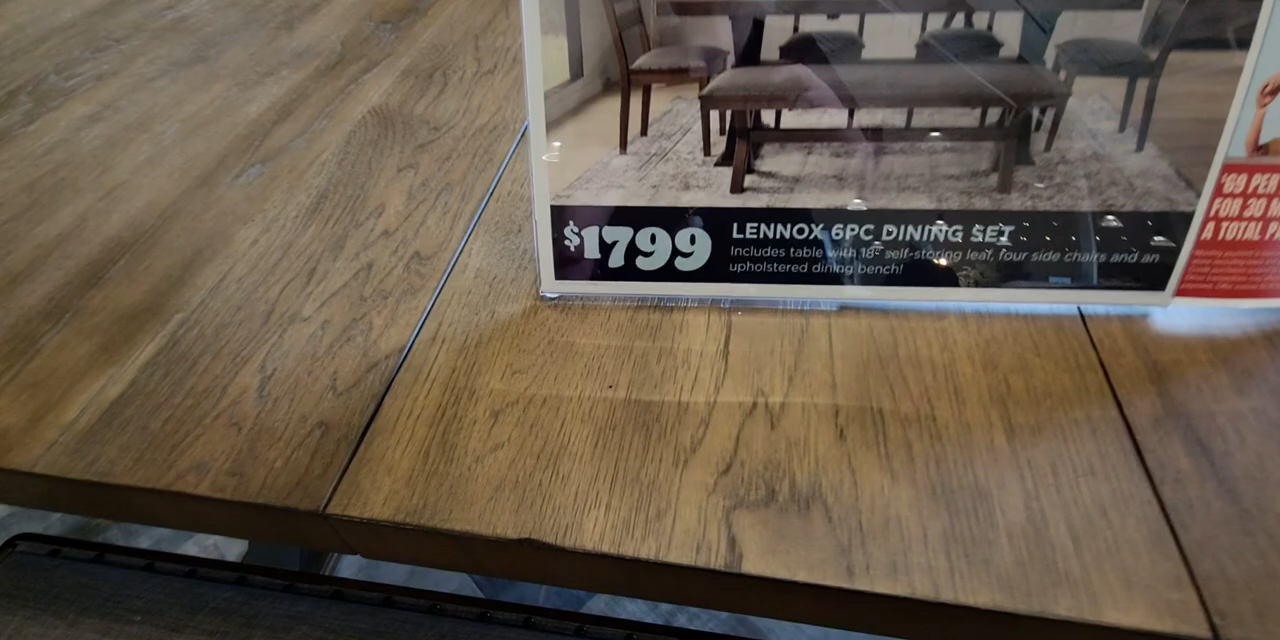 $1799
LENNOX 6PC DINING SET
Includes table with 18" self-storing leaf, four side chairs and an
upholstered dining bench!
$69 PER
FOR 30
A TOTAL